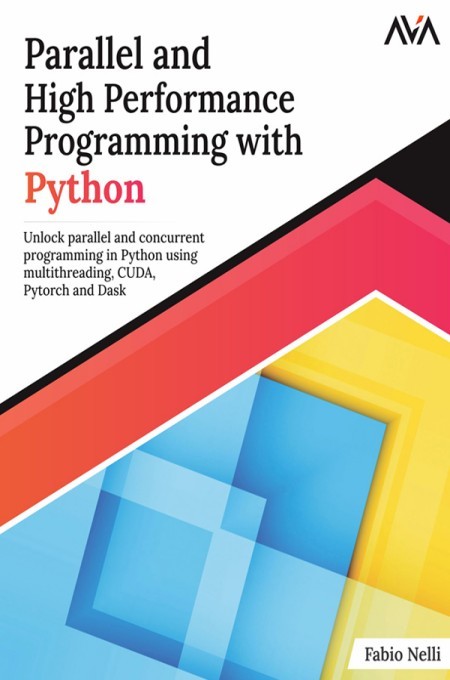 AVA
Parallel and
High Performance
Programming with
Python
Unlock parallel and concurrent
programming in Python using
multithreading, CUDA,
Pytorch and Dask
Fabio Nelli